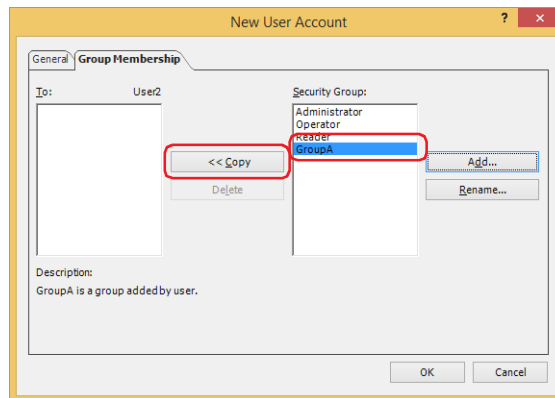 New User Account
? ×
General Group Membership
To: User2 Security Group:
Administrator
Operator
Reader
GroupA
<< Copy
Add...
Delete
Rename...
Description:
GroupA is a group added by user.
OK Cancel